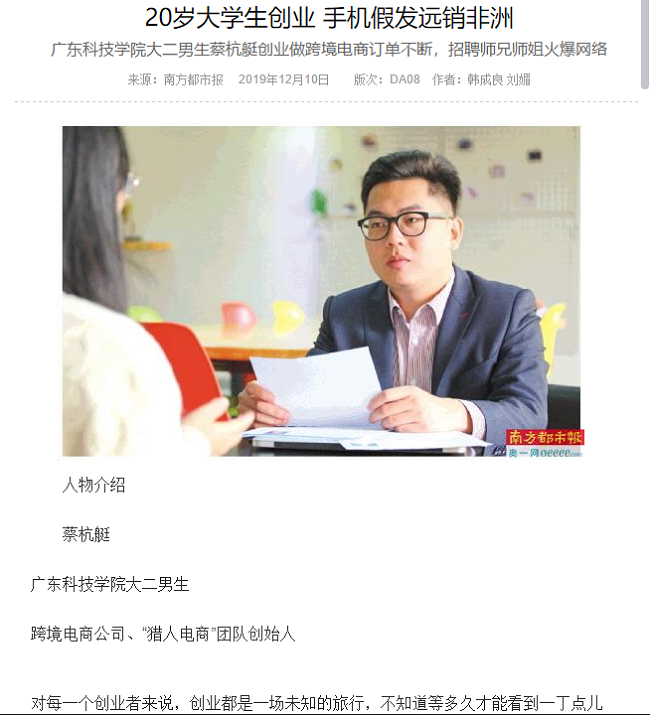 20岁大学生创业 手机假发远销非洲
广东科技学院大二男生蔡杭艇创业做跨境电商订单不断，招聘师兄师姐火爆网络
来源：南方都市报 2019年12月10日 版次：DA08 作者：韩成良 刘媚
南方都市報
奥一网oeeee.com
人物介绍
蔡杭艇
广东科技学院大二男生
跨境电商公司、“猎人电商”团队创始人
对每一个创业者来说，创业都是一场未知的旅行，不知道等多久才能看到一丁点儿